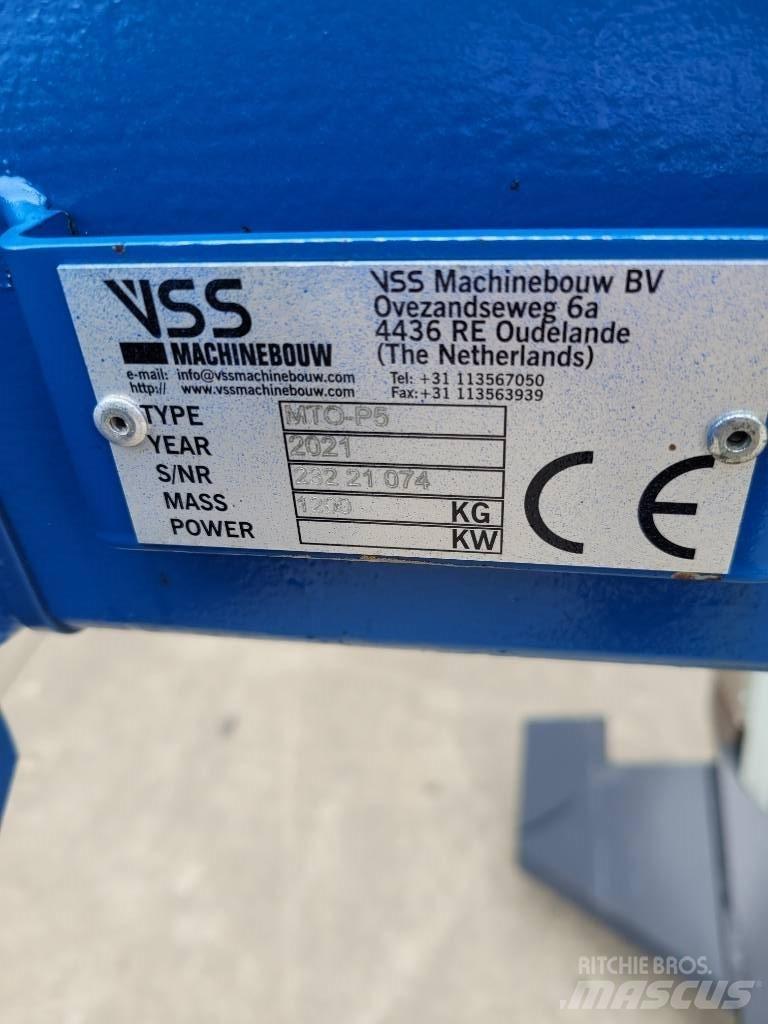 VSS
MACHINEBOUW
e-mail: info@vssmachinebouw.com
http:// www.vssmachinebouw.com
VSS Machinebouw BV
Ovezandseweg 6a
4436 RE Oudelande
(The Netherlands)
Tel: +31 113567050
Fax:+31 113563939
TYPE MTO-P5
YEAR 2021
S/NR 232 21 074
MASS KG
POWER KW
CE
RITCHIE BROS.
MASCUS